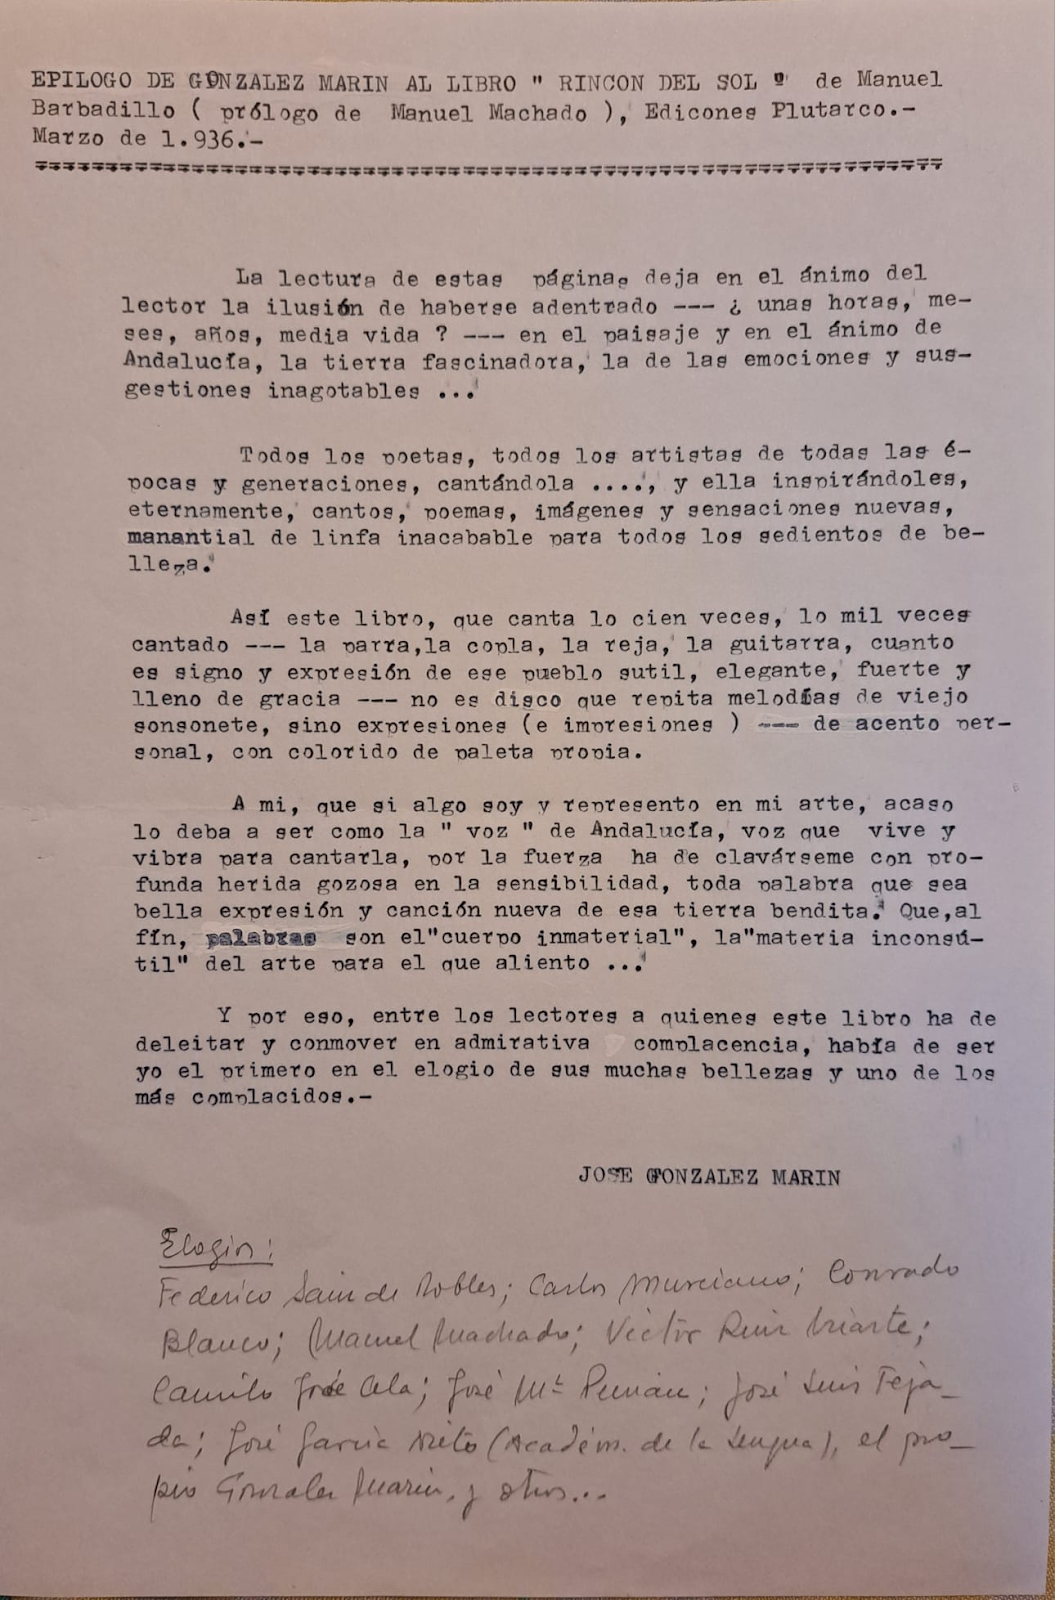 EPILOGO DE GONZALEZ MARIN AL LIBRO " RINCON DEL SOL " de Manuel
Barbadillo ( prólogo de Manuel Machado ), Edicones Plutarco.-
Marzo de 1.936.-
La lectura de estas páginas deja en el ánimo del
lector la ilusión de haberse adentrado --- ¿ unas horas, me-
ses, años, media vida ? --- en el paisaje y en el ánimo de
Andalucía, la tierra fascinadora, la de las emociones y sus-
gestiones inagotables ...
Todos los poetas, todos los artistas de todas las é-
pocas y generaciones, cantándola ...., y ella inspirándoles,
eternamente, cantos, poemas, imágenes y sensaciones nuevas,
manantial de linfa inacabable para todos los sedientos de be-
lleza.
Así este libro, que canta lo cien veces, lo mil veces
cantado --- la parra,la copla, la reja, la guitarra, cuanto
es signo y expresión de ese pueblo sutil, elegante, fuerte y
lleno de gracia --- no es disco que repita melodías de viejo
sonsonete, sino expresiones (e impresiones ) --- de acento per-
sonal, con colorido de paleta propia.
A mi, que si algo soy y represento en mi arte, acaso
lo deba a ser como la " voz " de Andalucía, voz que vive y
vibra para cantarla, por la fuerza ha de clavárseme con pro-
funda herida gozosa en la sensibilidad, toda palabra que sea
bella expresión y canción nueva de esa tierra bendita. Que,al
fín, palabras son el"cuerpo inmaterial", la"materia inconsú-
til" del arte para el que aliento ...
Y por eso, entre los lectores a quienes este libro ha de
deleitar y conmover en admirativa complacencia, había de ser
yo el primero en el elogio de sus muchas bellezas y uno de los
más complacidos.-
JOSE GONZALEZ MARIN
Elogios:
Federico Sainz de Robles; Carlos Murciano; Conrado
Blanco; Manuel Machado; Víctor Ruiz Iriarte;
Camilo José Cela; José Mª Pemán; José Luis Teja-
da; José García Nieto (Académ. de la Lengua), el pro-
pio González Marín, y otros...